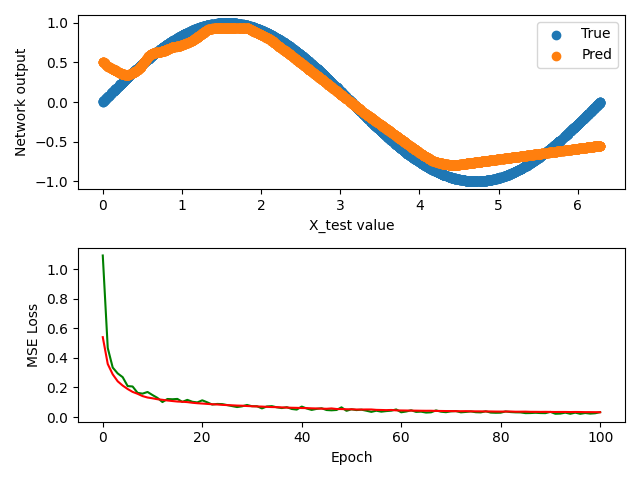 1.0
0.5
0.0
−0.5
−1.0
Network output
True
Pred
0 1 2 3 4 5 6
X_test value
1.0
0.8
0.6
0.4
0.2
0.0
MSE Loss
0 20 40 60 80 100
Epoch